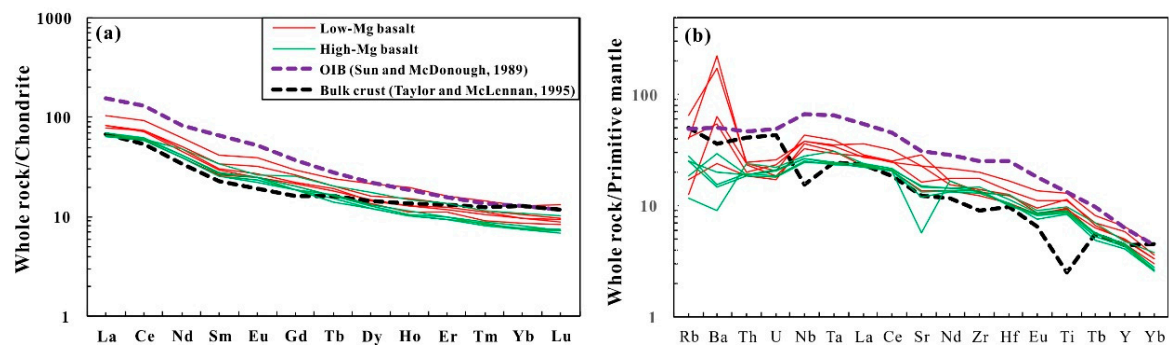 (a)
Low-Mg basalt
High-Mg basalt
OIB (Sun and McDonough, 1989)
Bulk crust (Taylor and McLennan, 1995)
Whole rock/Chondrite
1000
100
10
1
La Ce Nd Sm Eu Gd Tb Dy Ho Er Tm Yb Lu
(b)
Whole rock/Primitive mantle
100
10
1
Rb Ba Th U Nb Ta La Ce Sr Nd Zr Hf Eu Ti Tb Y Yb